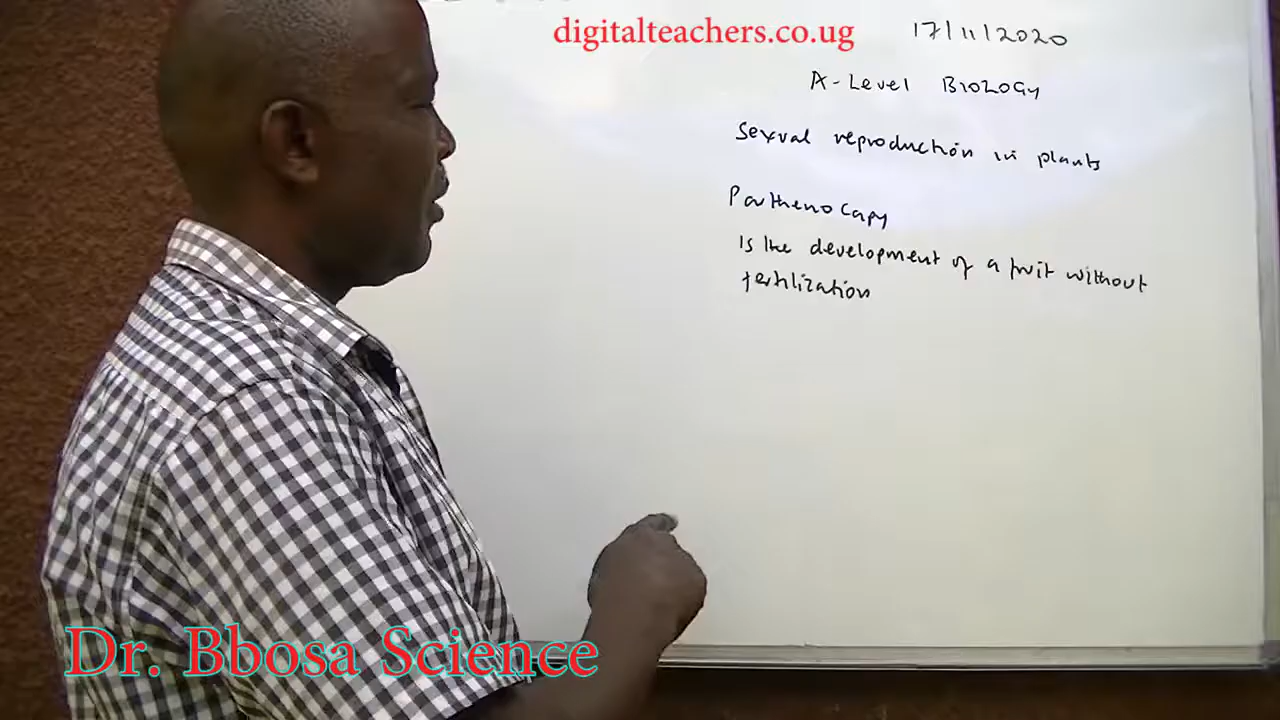 digitalteachers.co.ug
17/11/2020
A-Level BIOLOGY
Sexual reproduction in plants
Parthenocapy
Is the development of a fruit without
fertilization
Dr. Bbosa Science